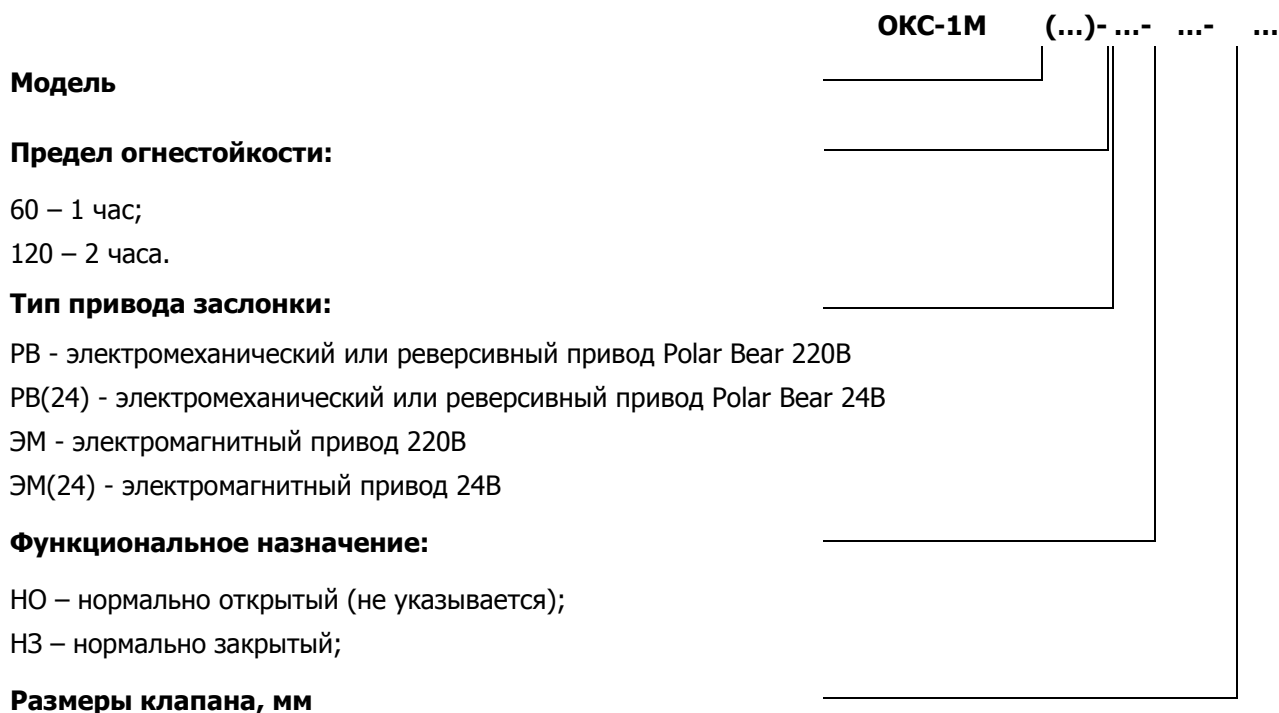 ОКС-1М (…)- …- …- …
Модель
Предел огнестойкости:
60 – 1 час;
120 – 2 часа.
Тип привода заслонки:
РВ - электромеханический или реверсивный привод Polar Bear 220В
РВ(24) - электромеханический или реверсивный привод Polar Bear 24В
ЭМ - электромагнитный привод 220В
ЭМ(24) - электромагнитный привод 24В
Функциональное назначение:
НО – нормально открытый (не указывается);
НЗ – нормально закрытый;
Размеры клапана, мм